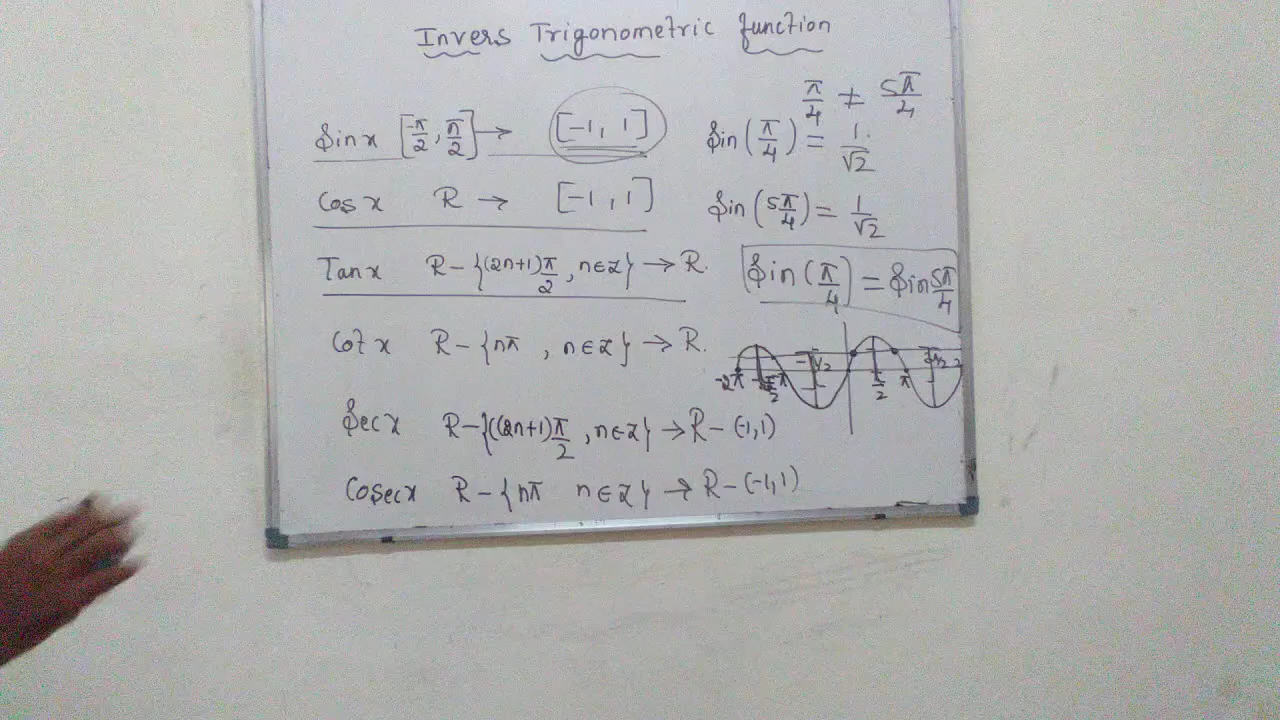 Invers Trigonometric function
Sin x [-π/2, π/2] → [-1, 1]
Cos x R → [-1, 1]
Tan x R - {(2n+1)π/2, n∈z} → R.
Cot x R - {nπ, n∈z} → R.
Sec x R - {((2n+1)π/2, n∈z} → R - (-1,1)
Cosec x R - {nπ n∈z} → R - (-1,1)
π/4 ≠ 5π/4
Sin(π/4) = 1/√2
Sin(5π/4) = 1/√2
Sin(π/4) = Sin 5π/4
-2π π/2 π